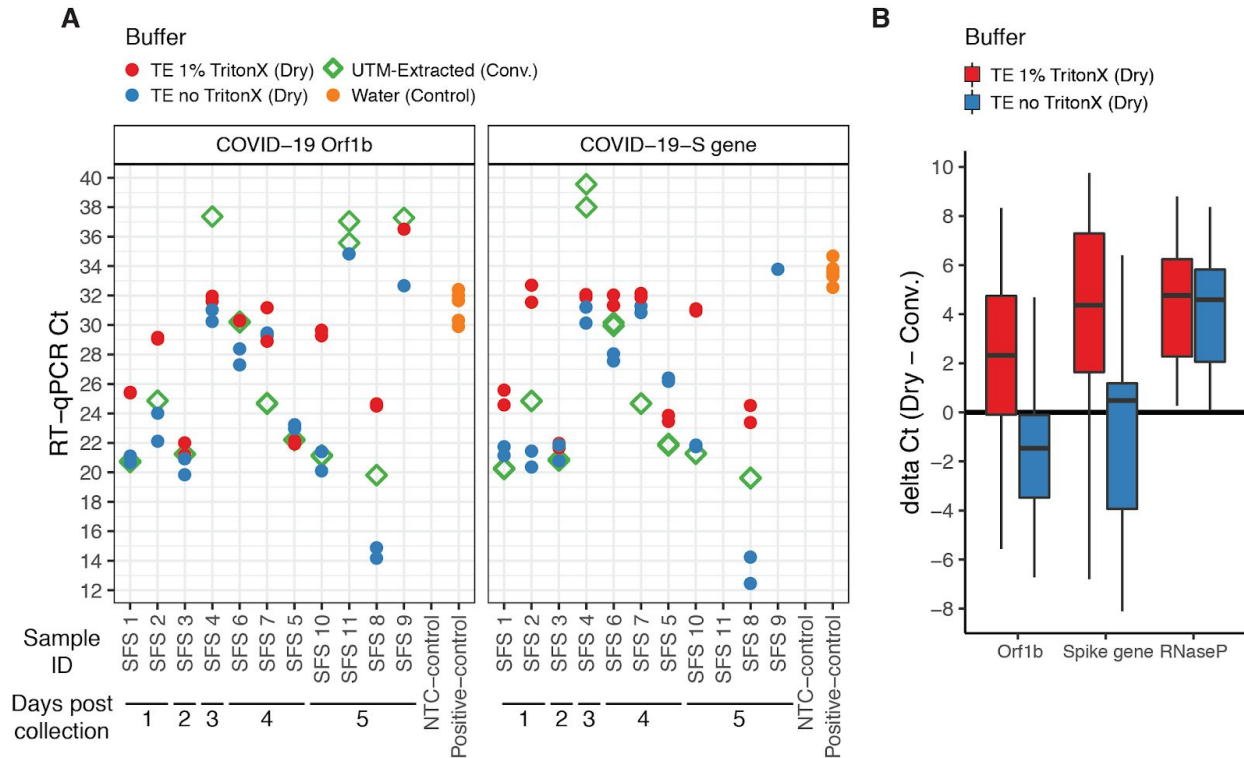 A
Buffer
TE 1% TritonX (Dry)
UTM-Extracted (Conv.)
TE no TritonX (Dry)
Water (Control)
COVID-19 Orf1b
COVID-19-S gene
RT-qPCR Ct
40
38
36
34
32
30
28
26
24
22
20
18
16
14
12
Sample
ID
SFS 1
SFS 2
SFS 3
SFS 4
SFS 6
SFS 7
SFS 5
SFS 10
SFS 11
SFS 8
SFS 9
NTC-control
Positive-control
SFS 1
SFS 2
SFS 3
SFS 4
SFS 6
SFS 7
SFS 5
SFS 10
SFS 11
SFS 8
SFS 9
NTC-control
Positive-control
Days post
collection
1 2 3 4 5
1 2 3 4 5
B
Buffer
TE 1% TritonX (Dry)
TE no TritonX (Dry)
delta Ct (Dry - Conv.)
10
8
6
4
2
0
-2
-4
-6
-8
Orf1b Spike gene RNaseP